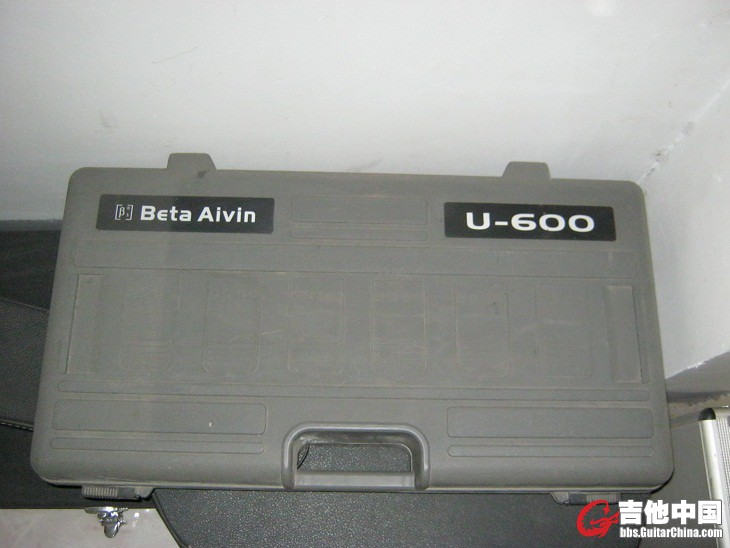 Beta Aivin
U-600
吉他中国
bbs.GuitarChina.com